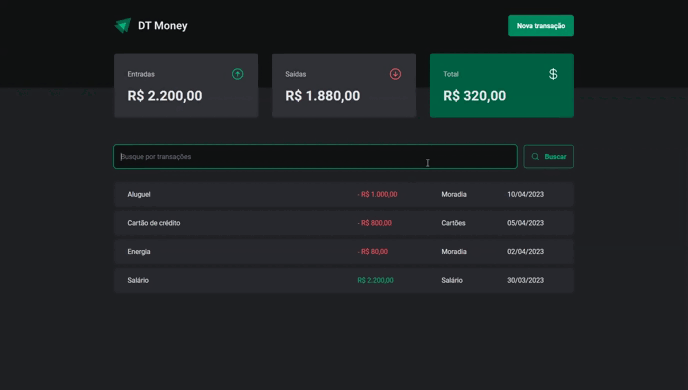 DT Money
Nova transação
Entradas
R$ 2.200,00
Saídas
R$ 1.880,00
Total
R$ 320,00
Busque por transações
Buscar
Aluguel - R$ 1.000,00 Moradia 10/04/2023
Cartão de crédito - R$ 800,00 Cartões 05/04/2023
Energia - R$ 80,00 Moradia 02/04/2023
Salário R$ 2.200,00 Salário 30/03/2023